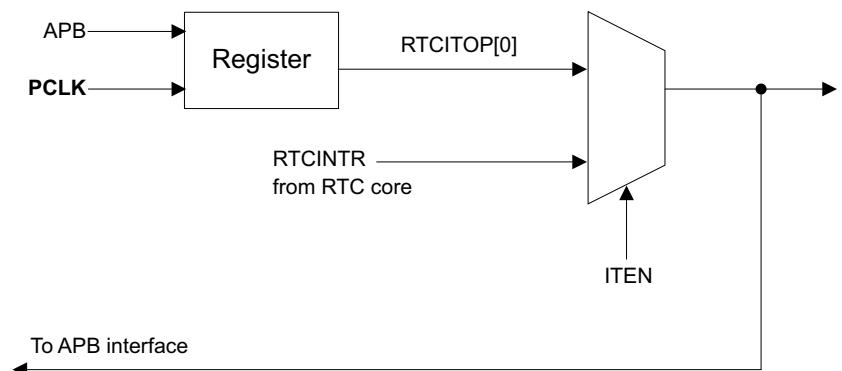 APB
Register
RTCITOP[0]
PCLK
RTCINTR
from RTC core
ITEN
To APB interface